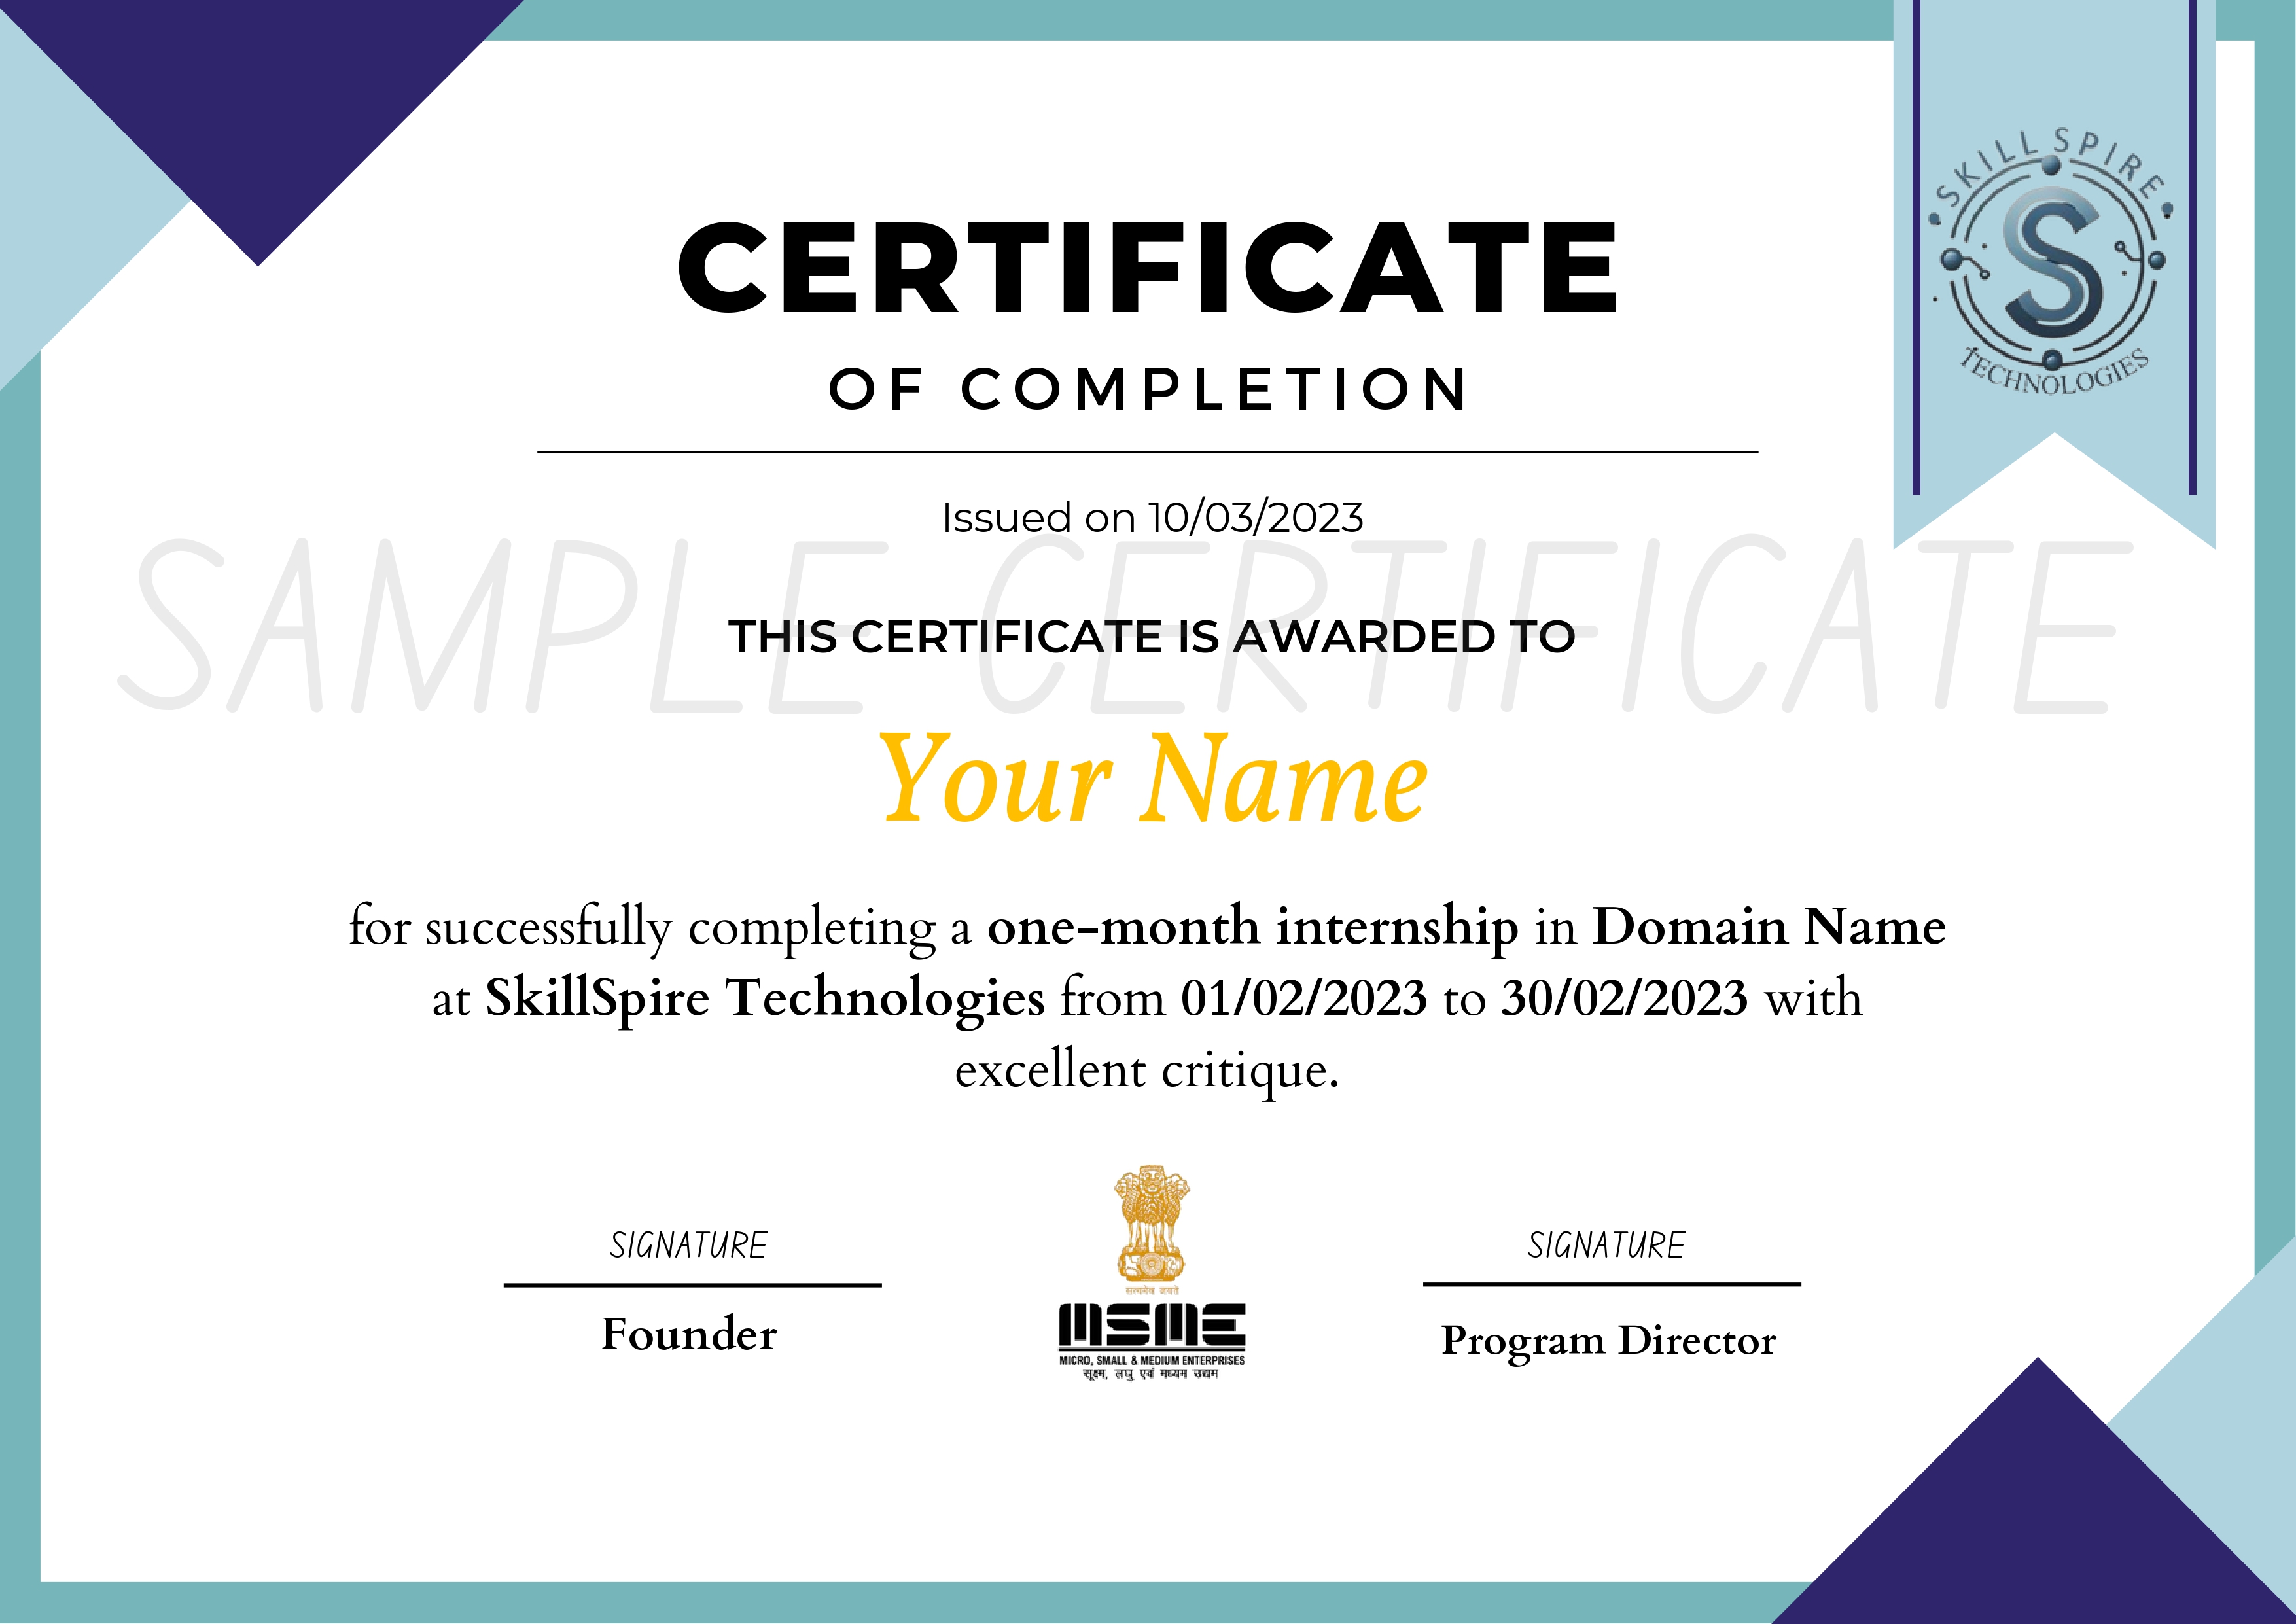 SKILL SPIRE
TECHNOLOGIES
CERTIFICATE
OF COMPLETION
Issued on 10/03/2023
SAMPLE CERTIFICATE
THIS CERTIFICATE IS AWARDED TO
Your Name
for successfully completing a one-month internship in Domain Name
at SkillSpire Technologies from 01/02/2023 to 30/02/2023 with
excellent critique.
SIGNATURE
Founder
सत्यमेव जयते
MSME
MICRO, SMALL & MEDIUM ENTERPRISES
सूक्ष्म, लघु एवं मध्यम उद्यम
SIGNATURE
Program Director